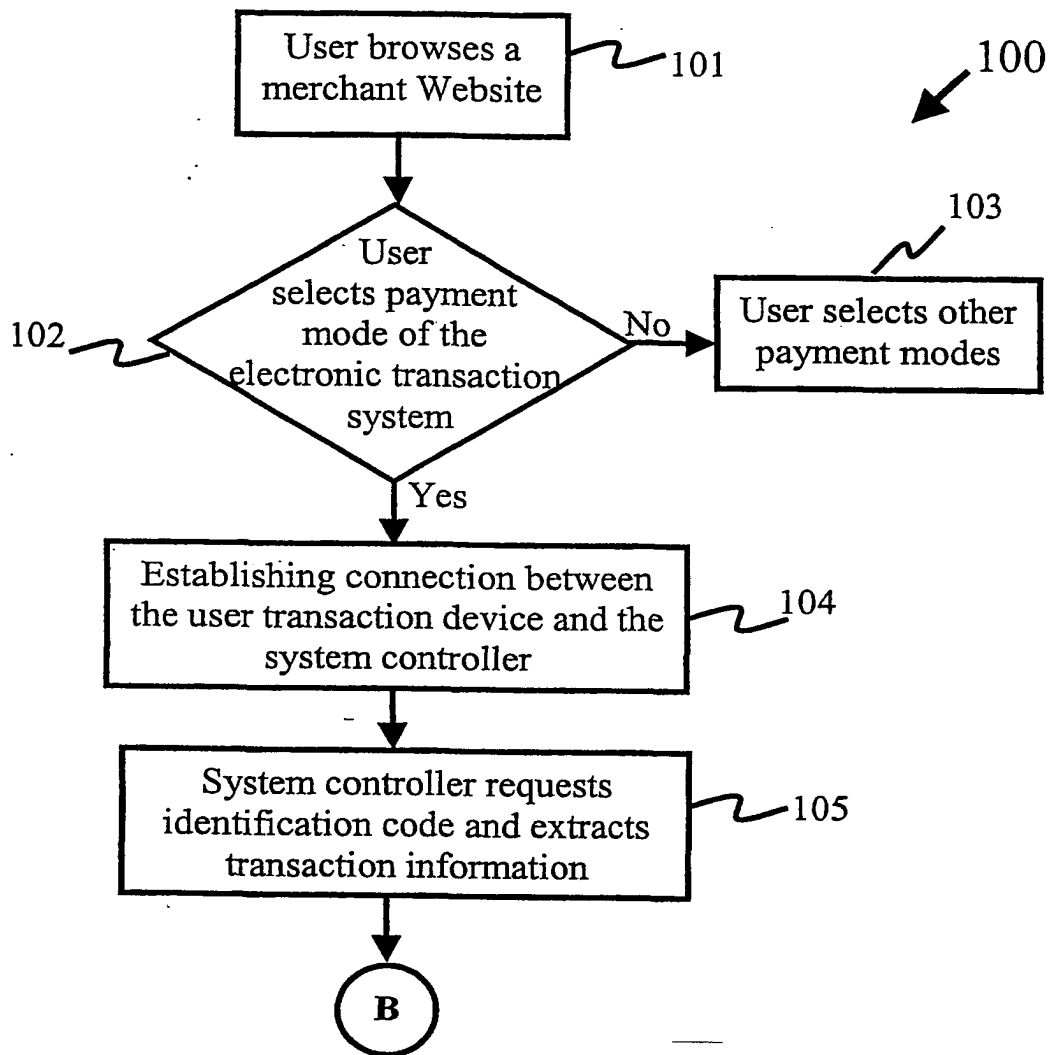 User browses a
merchant Website
101
100
User
selects payment
mode of the
electronic transaction
system
102
No
103
User selects other
payment modes
Yes
Establishing connection between
the user transaction device and the
system controller
104
System controller requests
identification code and extracts
transaction information
105
B